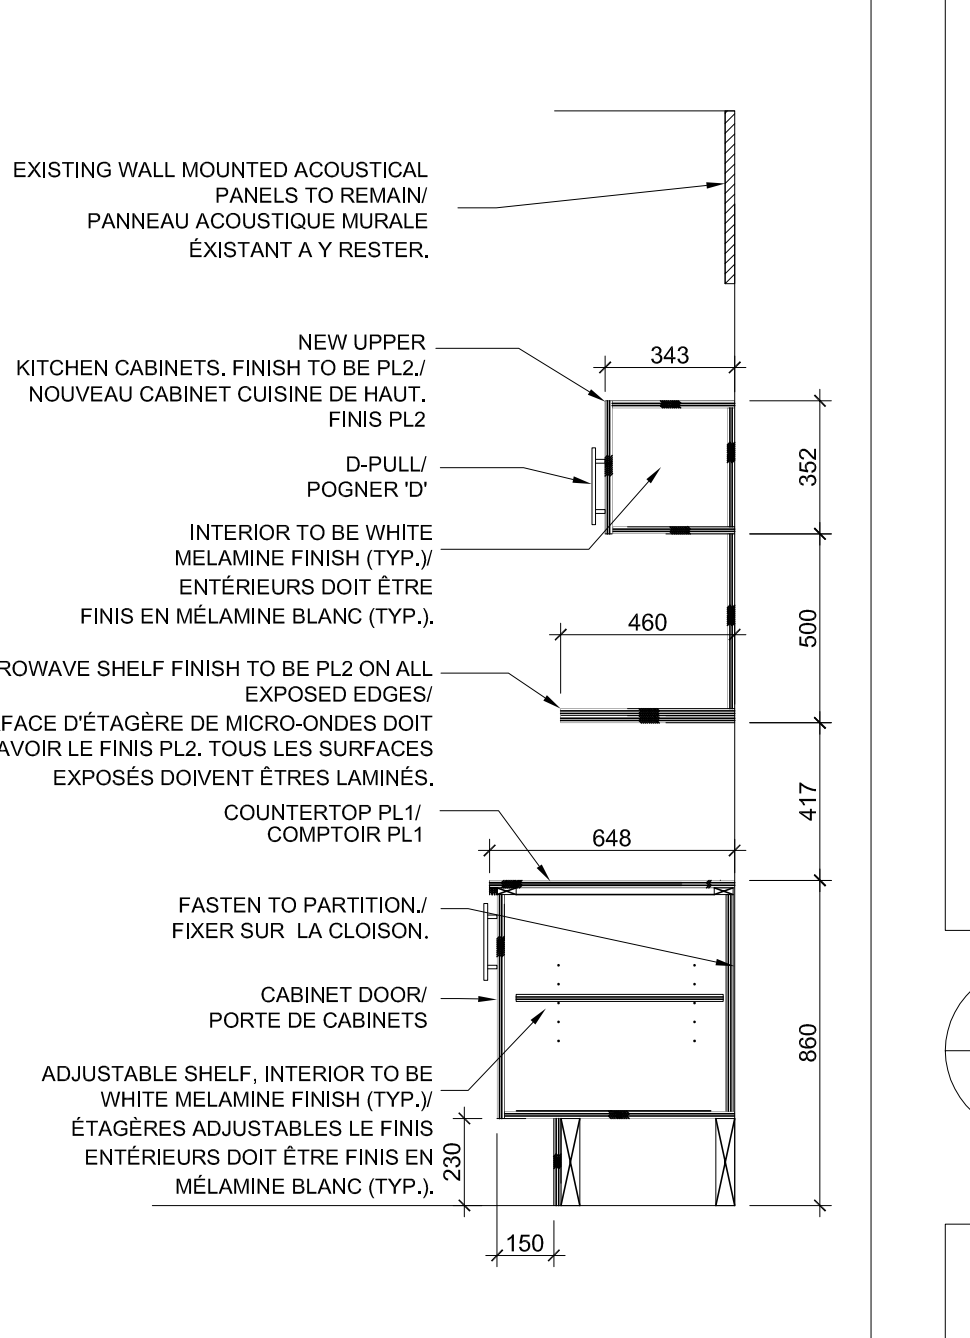 EXISTING WALL MOUNTED ACOUSTICAL
PANELS TO REMAIN/
PANNEAU ACOUSTIQUE MURALE
ÉXISTANT A Y RESTER.
NEW UPPER
KITCHEN CABINETS. FINISH TO BE PL2./
NOUVEAU CABINET CUISINE DE HAUT.
FINIS PL2
343
D-PULL/
POGNER 'D'
352
INTERIOR TO BE WHITE
MELAMINE FINISH (TYP.)/
ENTÉRIEURS DOIT ÊTRE
FINIS EN MÉLAMINE BLANC (TYP.).
460
500
ROWAVE SHELF FINISH TO BE PL2 ON ALL
EXPOSED EDGES/
FACE D'ÉTAGÈRE DE MICRO-ONDES DOIT
AVOIR LE FINIS PL2. TOUS LES SURFACES
EXPOSÉS DOIVENT ÊTRES LAMINÉS.
417
COUNTERTOP PL1/
COMPTOIR PL1
648
FASTEN TO PARTITION./
FIXER SUR LA CLOISON.
CABINET DOOR/
PORTE DE CABINETS
860
ADJUSTABLE SHELF, INTERIOR TO BE
WHITE MELAMINE FINISH (TYP.)/
ÉTAGÈRES ADJUSTABLES LE FINIS
ENTÉRIEURS DOIT ÊTRE FINIS EN
MÉLAMINE BLANC (TYP.).
230
150